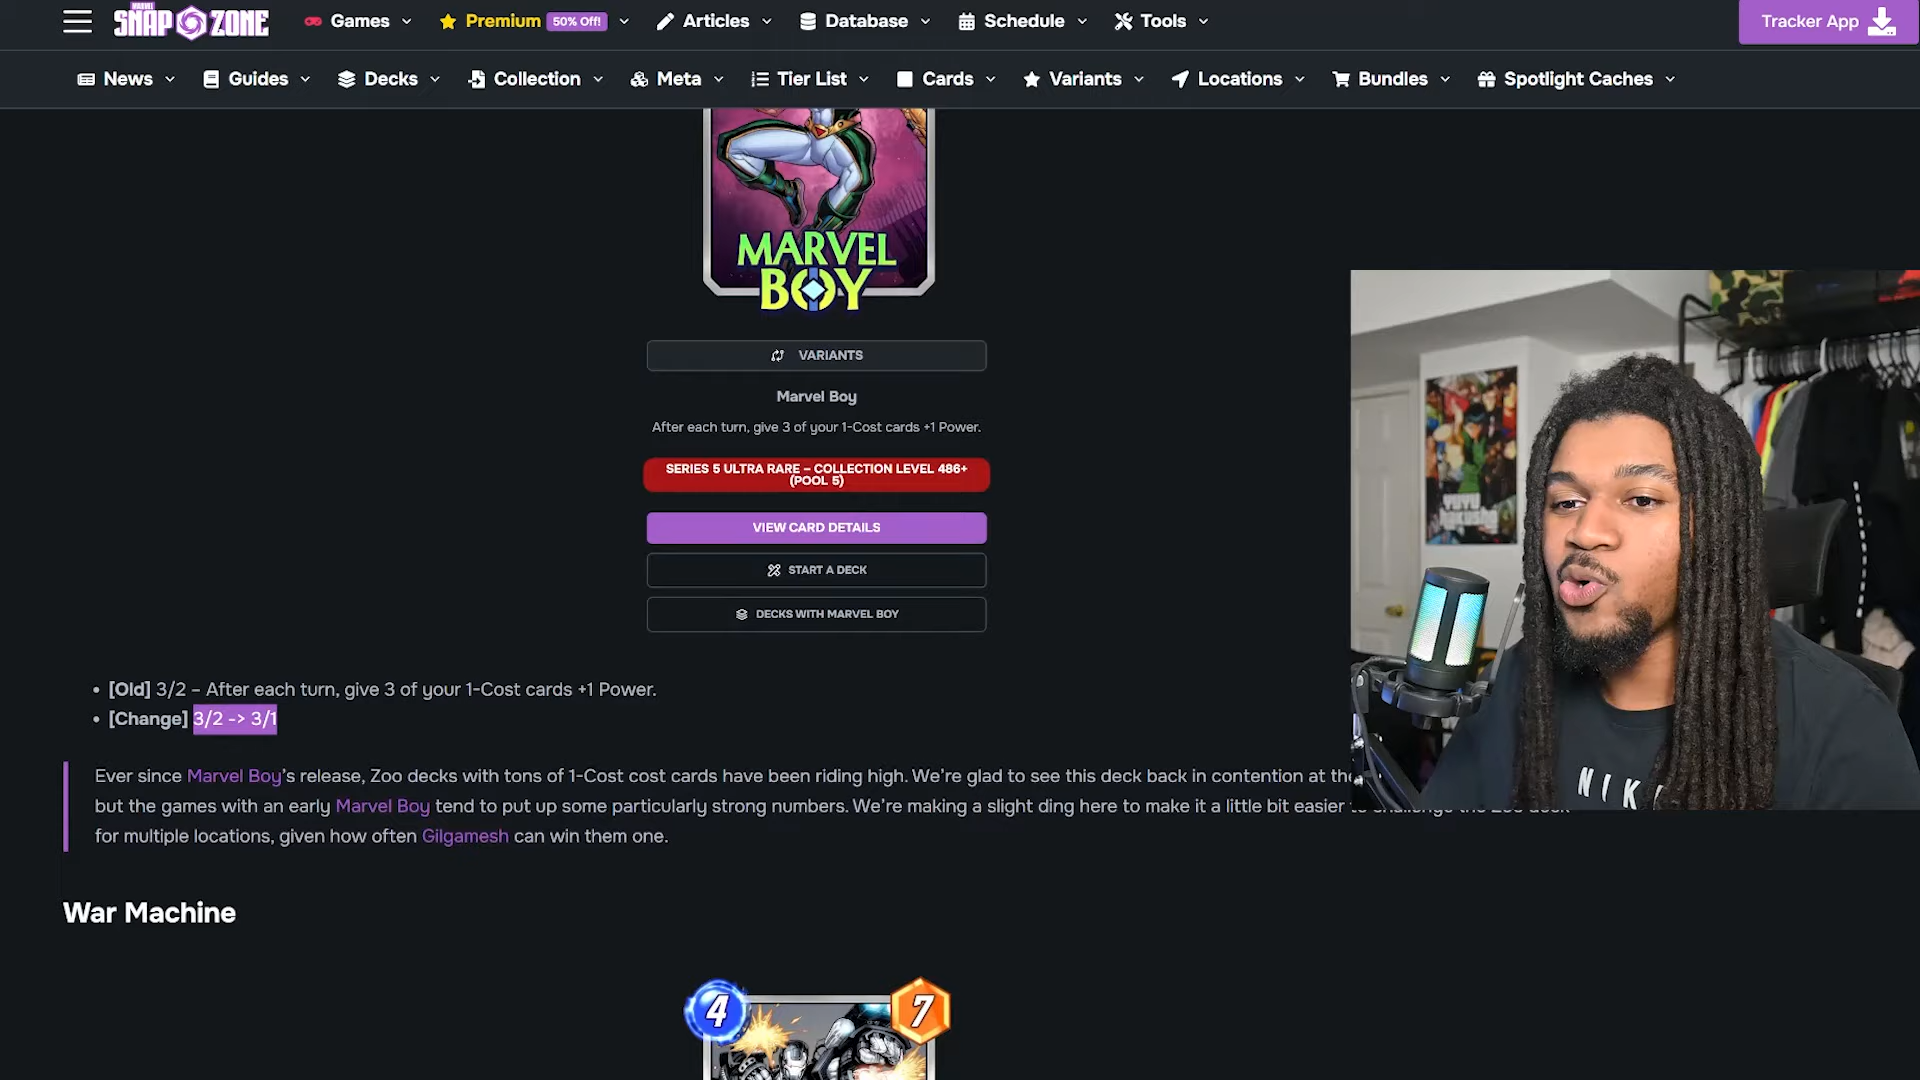 MARVEL
SNAP ZONE
Games
Premium 50% Off!
Articles
Database
Schedule
Tools
Tracker App
News
Guides
Decks
Collection
Meta
Tier List
Cards
Variants
Locations
Bundles
Spotlight Caches
MARVEL
BOY
VARIANTS
Marvel Boy
After each turn, give 3 of your 1-Cost cards +1 Power.
SERIES 5 ULTRA RARE – COLLECTION LEVEL 486+
(POOL 5)
VIEW CARD DETAILS
START A DECK
DECKS WITH MARVEL BOY
• [Old] 3/2 – After each turn, give 3 of your 1-Cost cards +1 Power.
• [Change] 3/2 -> 3/1
Ever since Marvel Boy's release, Zoo decks with tons of 1-Cost cost cards have been riding high. We're glad to see this deck back in contention at the
but the games with an early Marvel Boy tend to put up some particularly strong numbers. We're making a slight ding here to make it a little bit easier
for multiple locations, given how often Gilgamesh can win them one.
War Machine
4
7
NIK